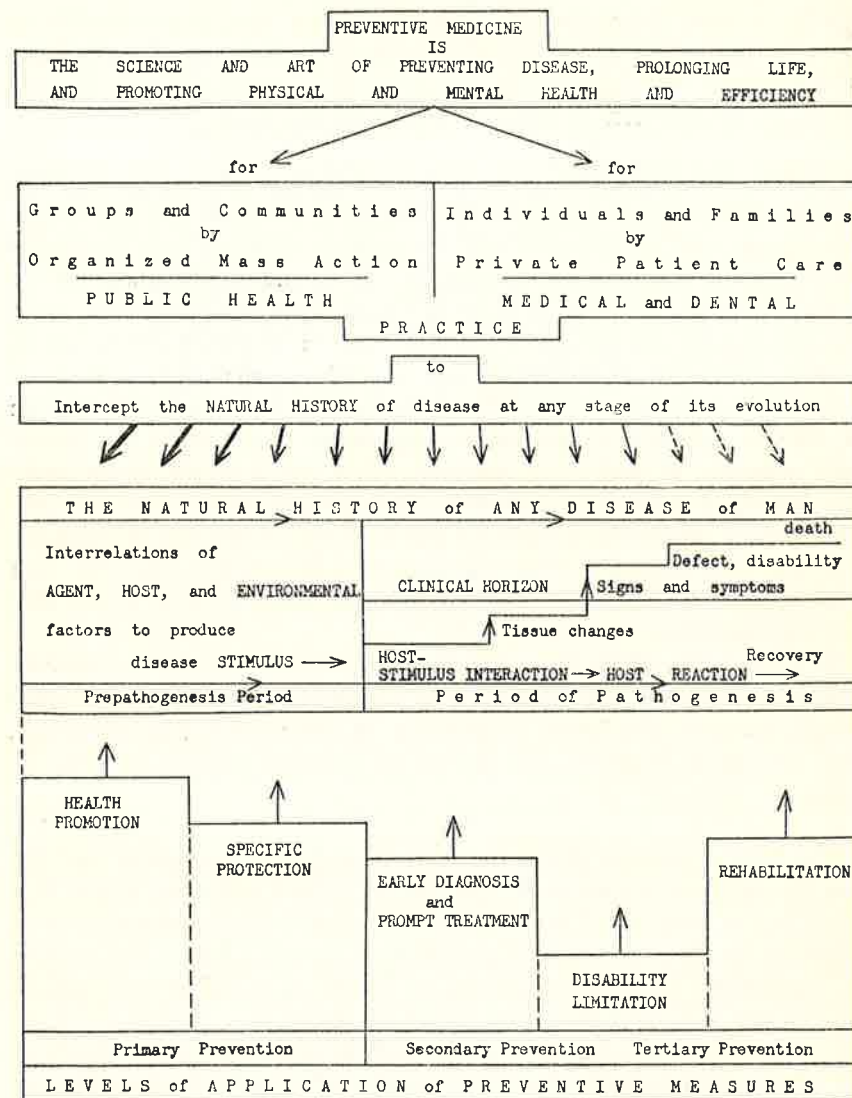 PREVENTIVE MEDICINE
IS
THE SCIENCE AND ART OF PREVENTING DISEASE, PROLONGING LIFE,
AND PROMOTING PHYSICAL AND MENTAL HEALTH AND EFFICIENCY
for
for
Groups and Communities
by
Organized Mass Action
PUBLIC HEALTH
Individuals and Families
by
Private Patient Care
MEDICAL and DENTAL
PRACTICE
to
Intercept the NATURAL HISTORY of disease at any stage of its evolution
THE NATURAL HISTORY of ANY DISEASE of MAN
Interrelations of
AGENT, HOST, and ENVIRONMENTAL
factors to produce
disease STIMULUS
Prepathogenesis Period
death
Defect, disability
CLINICAL HORIZON
Signs and symptoms
Tissue changes
HOST-
STIMULUS INTERACTION HOST REACTION
Recovery
Period of Pathogenesis
HEALTH
PROMOTION
SPECIFIC
PROTECTION
EARLY DIAGNOSIS
and
PROMPT TREATMENT
DISABILITY
LIMITATION
REHABILITATION
Primary Prevention
Secondary Prevention
Tertiary Prevention
LEVELS of APPLICATION of PREVENTIVE MEASURES